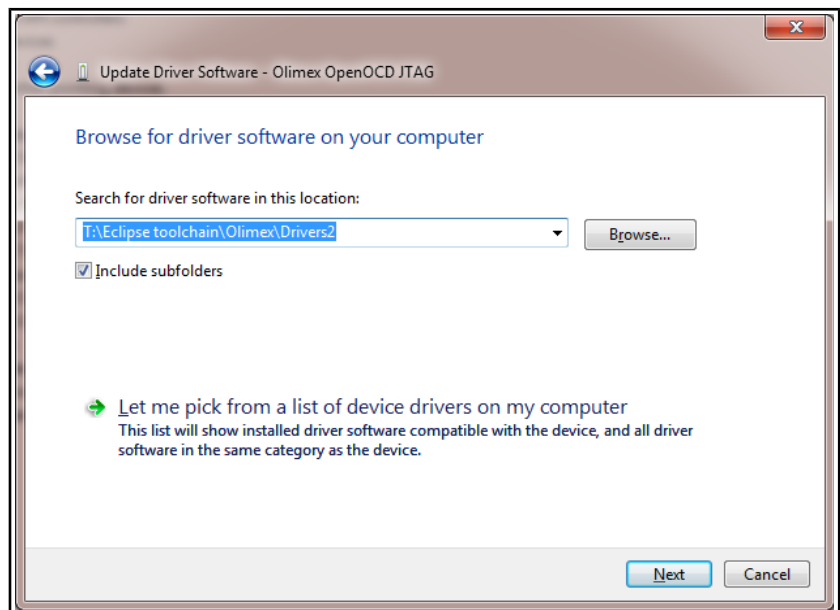 Update Driver Software - Olimex OpenOCD JTAG
Browse for driver software on your computer
Search for driver software in this location:
T:\Eclipse toolchain\Olimex\Drivers2
Browse...
Include subfolders
Let me pick from a list of device drivers on my computer
This list will show installed driver software compatible with the device, and all driver
software in the same category as the device.
Next
Cancel